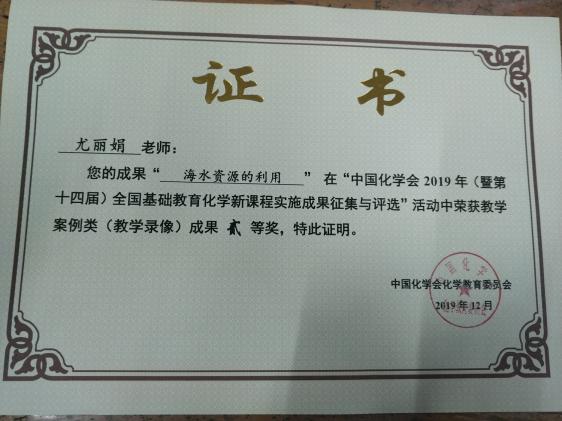 证书
尤丽娟 老师：
您的成果“ 海水资源的利用 ”在“中国化学会2019年（暨第
十四届）全国基础教育化学新课程实施成果征集与评选”活动中荣获教学
案例类（教学录像）成果 贰 等奖，特此证明。
中国化学会化学教育委员会
2019年12月